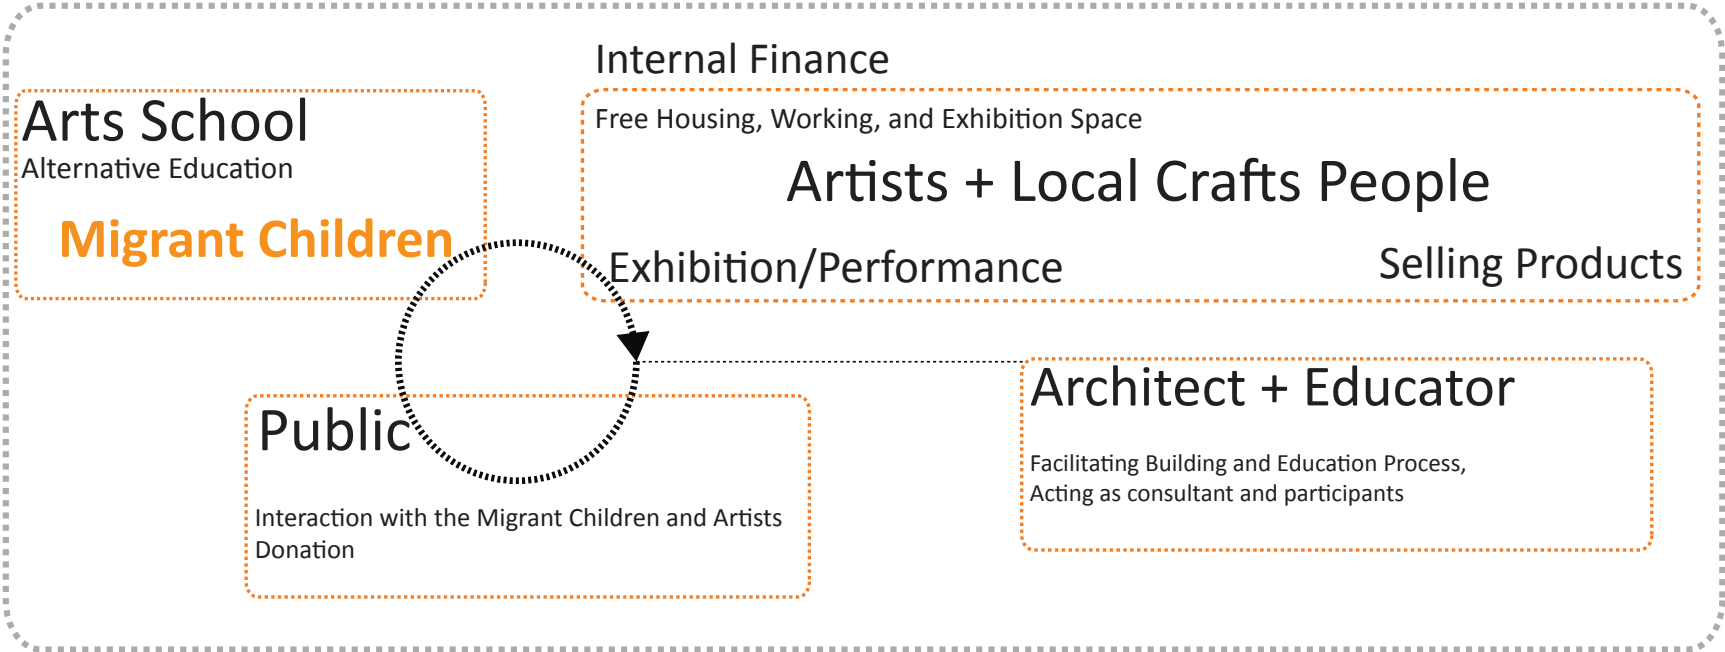 Arts School
Alternative Education
Migrant Children
Internal Finance
Free Housing, Working, and Exhibition Space
Artists + Local Crafts People
Exhibition/Performance
Selling Products
Public
Interaction with the Migrant Children and Artists
Donation
Architect + Educator
Facilitating Building and Education Process,
Acting as consultant and participants